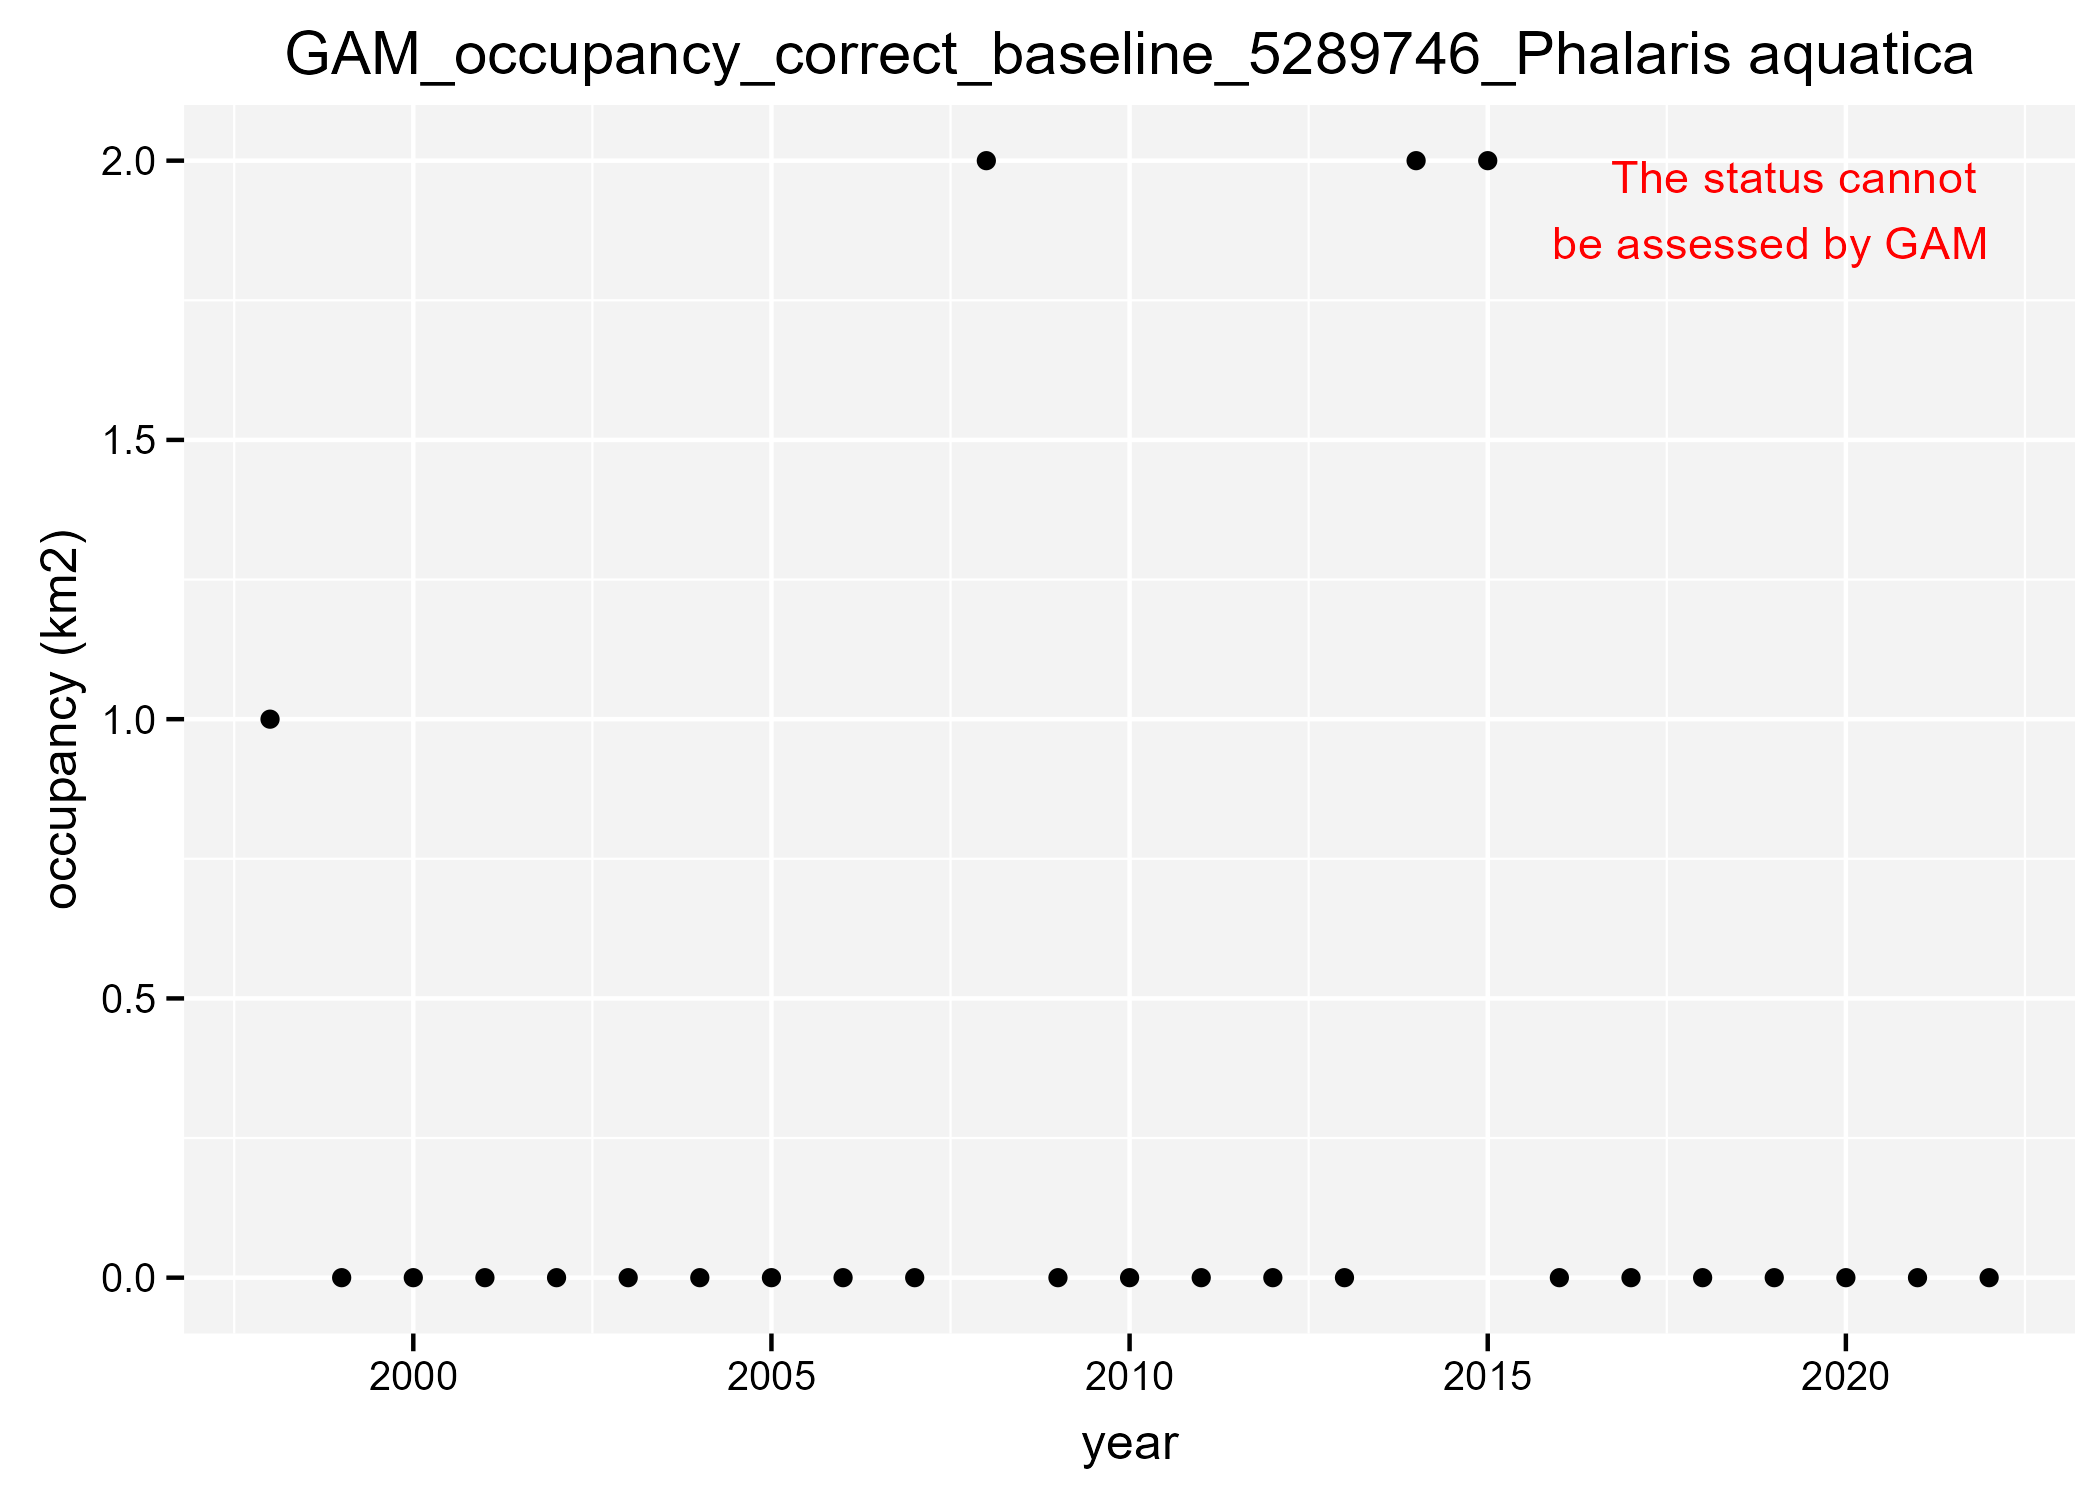 GAM_occupancy_correct_baseline_5289746_Phalaris aquatica
The status cannot
be assessed by GAM
occupancy (km2)
2.0
1.5
1.0
0.5
0.0
2000 2005 2010 2015 2020
year